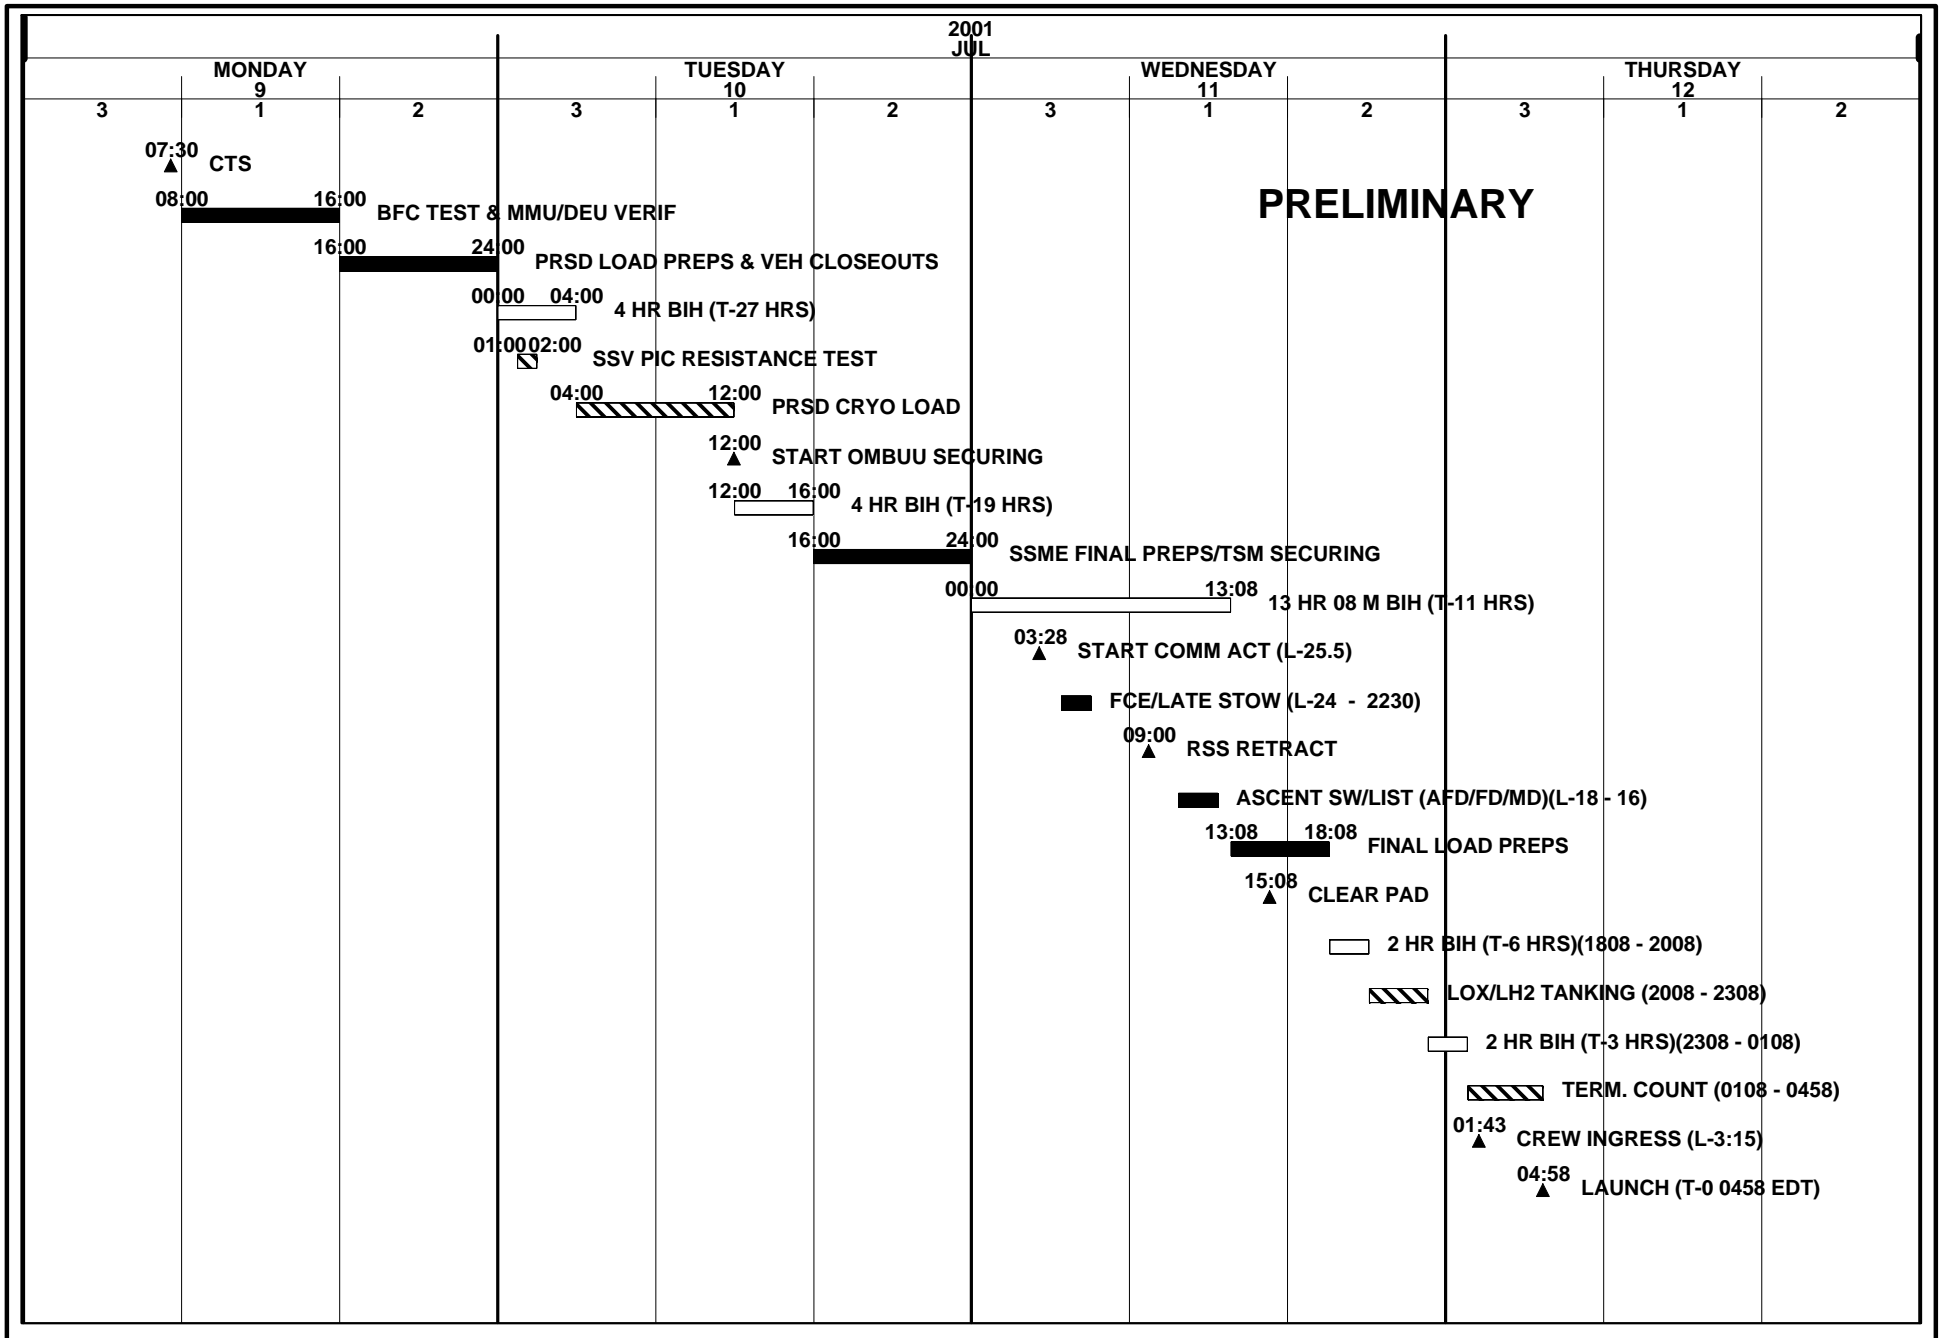 2001
JUL
MONDAY TUESDAY WEDNESDAY THURSDAY
9 10 11 12
3 1 2 3 1 2 3 1 2 3 1 2
07:30
CTS
08:00 16:00
BFC TEST & MMU/DEU VERIF
PRELIMINARY
16:00 24:00
PRSD LOAD PREPS & VEH CLOSEOUTS
00:00 04:00
4 HR BIH (T-27 HRS)
01:00 02:00
SSV PIC RESISTANCE TEST
04:00 12:00
PRSD CRYO LOAD
12:00
START OMBUU SECURING
12:00 16:00
4 HR BIH (T-19 HRS)
16:00 24:00
SSME FINAL PREPS/TSM SECURING
00:00 13:08
13 HR 08 M BIH (T-11 HRS)
03:28
START COMM ACT (L-25.5)
FCE/LATE STOW (L-24 - 2230)
09:00
RSS RETRACT
ASCENT SW/LIST (AFD/FD/MD)(L-18 - 16)
13:08 18:08
FINAL LOAD PREPS
15:08
CLEAR PAD
2 HR BIH (T-6 HRS)(1808 - 2008)
LOX/LH2 TANKING (2008 - 2308)
2 HR BIH (T-3 HRS)(2308 - 0108)
TERM. COUNT (0108 - 0458)
01:43
CREW INGRESS (L-3:15)
04:58
LAUNCH (T-0 0458 EDT)